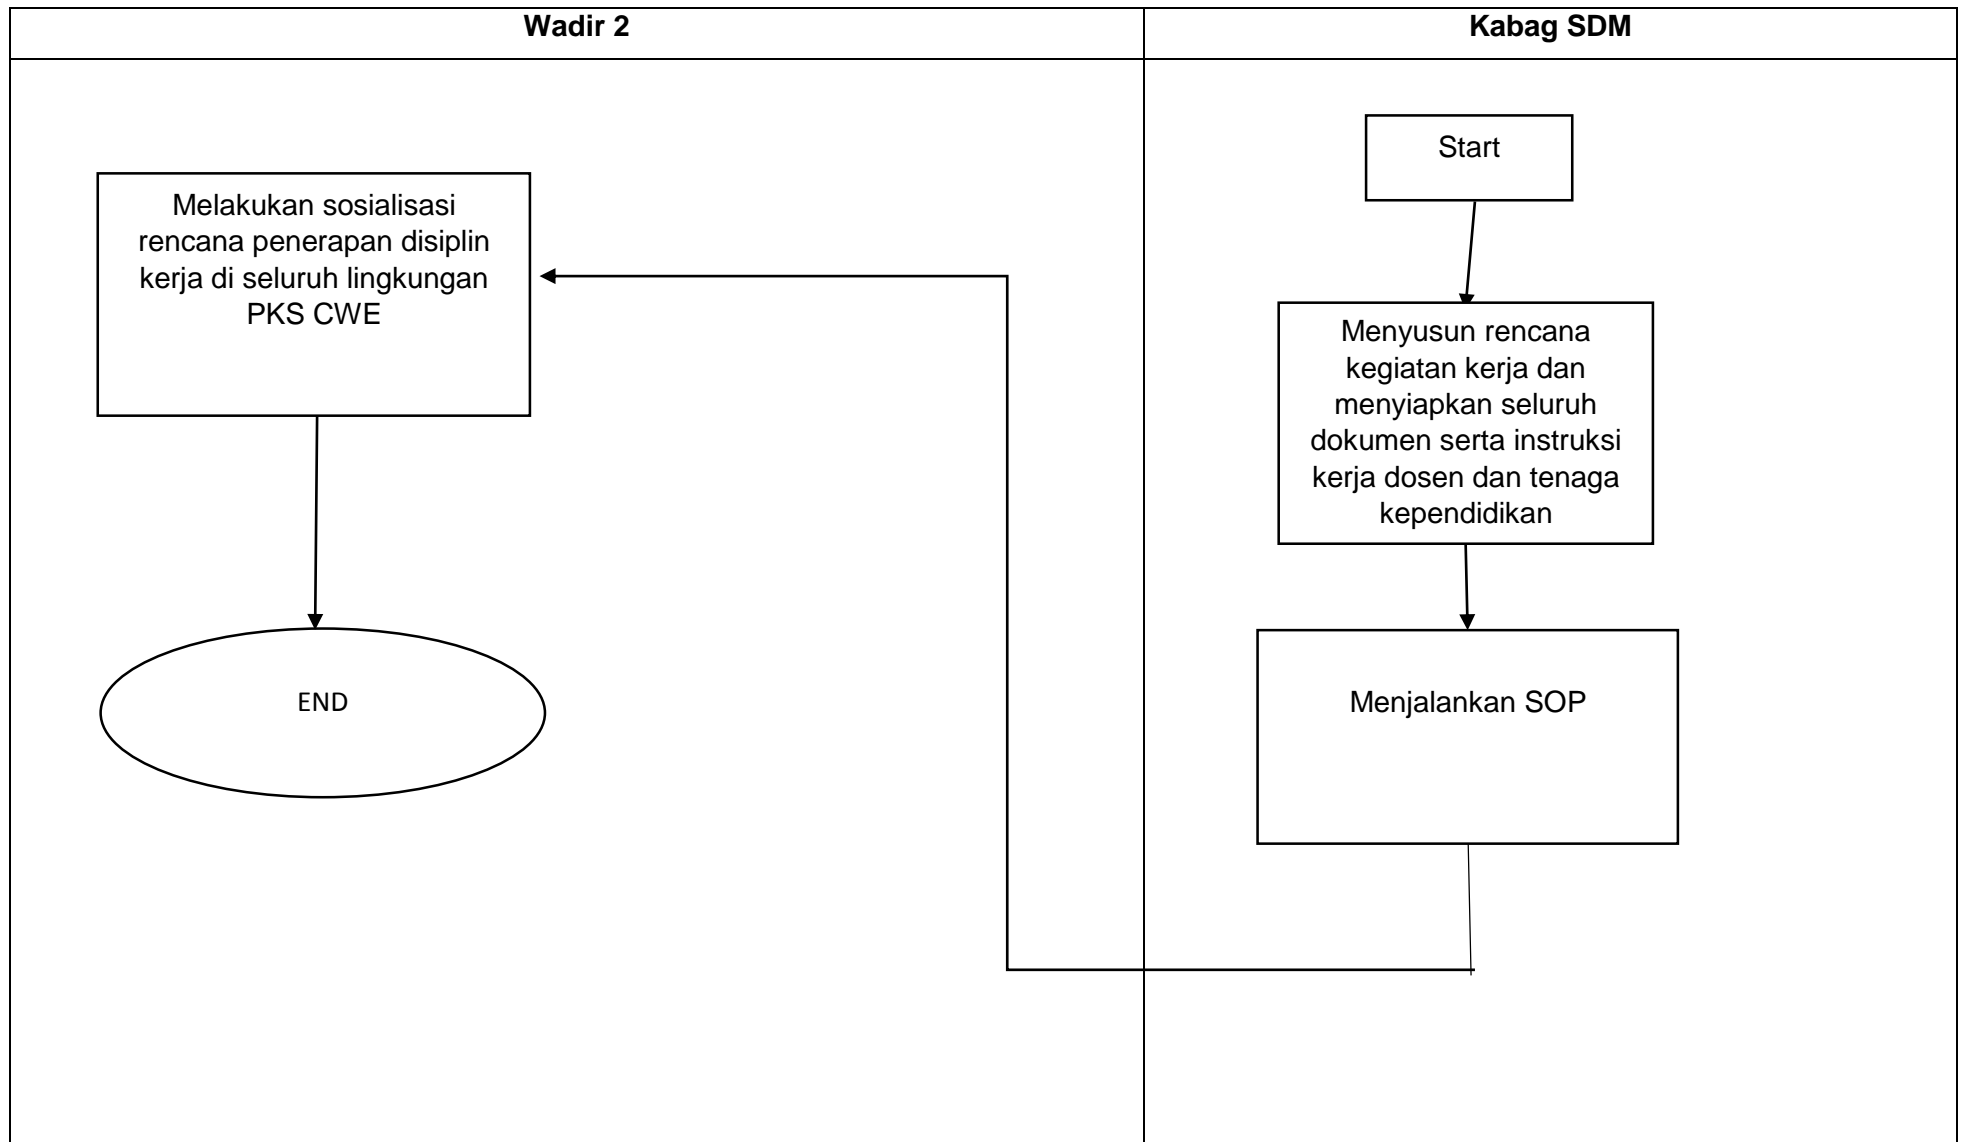 Wadir 2
Kabag SDM
Start
Melakukan sosialisasi
rencana penerapan disiplin
kerja di seluruh lingkungan
PKS CWE
Menyusun rencana
kegiatan kerja dan
menyiapkan seluruh
dokumen serta instruksi
kerja dosen dan tenaga
kependidikan
END
Menjalankan SOP